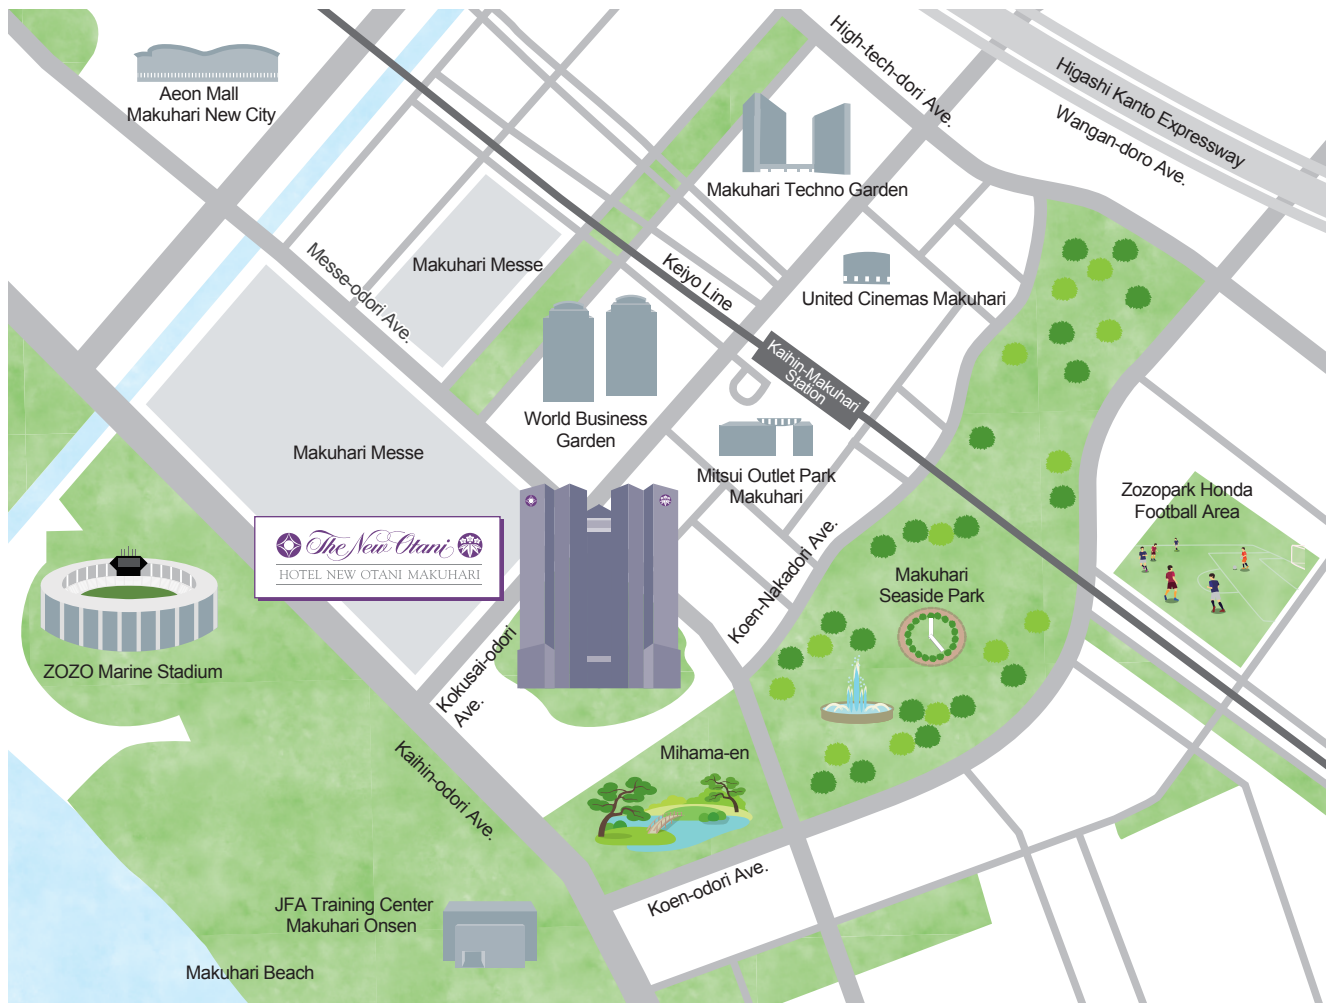 High-tech-dori Ave.
Higashi Kanto Expressway
Wangan-doro Ave.
Aeon Mall
Makuhari New City
Makuhari Techno Garden
Messe-odori Ave.
Makuhari Messe
Keiyo Line
United Cinemas Makuhari
Kaihin-Makuhari
Station
World Business
Garden
Makuhari Messe
Mitsui Outlet Park
Makuhari
Zozopark Honda
Football Area
The New Otani
HOTEL NEW OTANI MAKUHARI
Koen-Nakadori Ave.
Makuhari
Seaside Park
ZOZO Marine Stadium
Kokusai-odori
Ave.
Kaihin-odori Ave.
Mihama-en
Koen-odori Ave.
JFA Training Center
Makuhari Onsen
Makuhari Beach